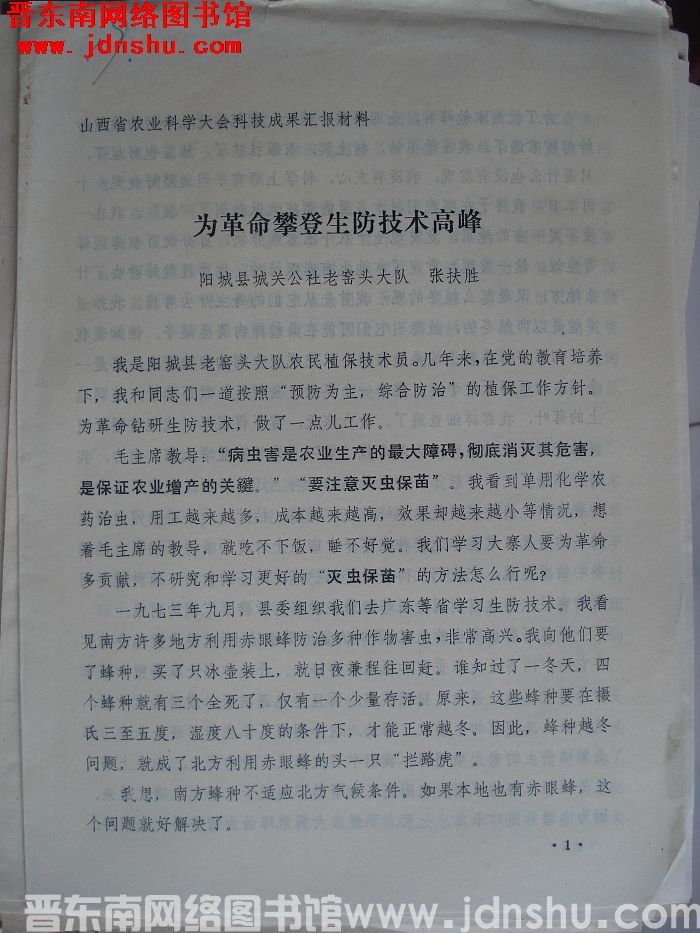 晋东南网络图书馆
www.jdnshu.com
山西省农业科学大会科技成果汇报材料
为革命攀登生防技术高峰
阳城县城关公社老窑头大队 张扶胜
我是阳城县老窑头大队农民植保技术员。几年来，在党的教育培养
下，我和同志们一道按照“预防为主，综合防治”的植保工作方针。
为革命钻研生防技术，做了一点儿工作。
毛主席教导：“病虫害是农业生产的最大障碍，彻底消灭其危害，
是保证农业增产的关键。”“要注意灭虫保苗”。我看到单用化学农
药治虫，用工越来越多，成本越来越高，效果却越来越小等情况，想
着毛主席的教导，就吃不下饭，睡不好觉。我们学习大寨人要为革命
多贡献，不研究和学习更好的“灭虫保苗”的方法怎么行呢？
一九七三年九月，县委组织我们去广东等省学习生防技术。我看
见南方许多地方利用赤眼蜂防治多种作物害虫，非常高兴。我向他们要
了蜂种，买了只冰壶装上，就日夜兼程往回赶。谁知过了一冬天，四
个蜂种就有三个全死了，仅有一个少量存活。原来，这些蜂种要在摄
氏三至五度，湿度八十度的条件下，才能正常越冬。因此，蜂种越冬
问题，就成了北方利用赤眼蜂的头一只“拦路虎”。
我想，南方蜂种不适应北方气候条件。如果本地也有赤眼蜂，这
个问题就好解决了。
·1·
晋东南网络图书馆www.jdnshu.com